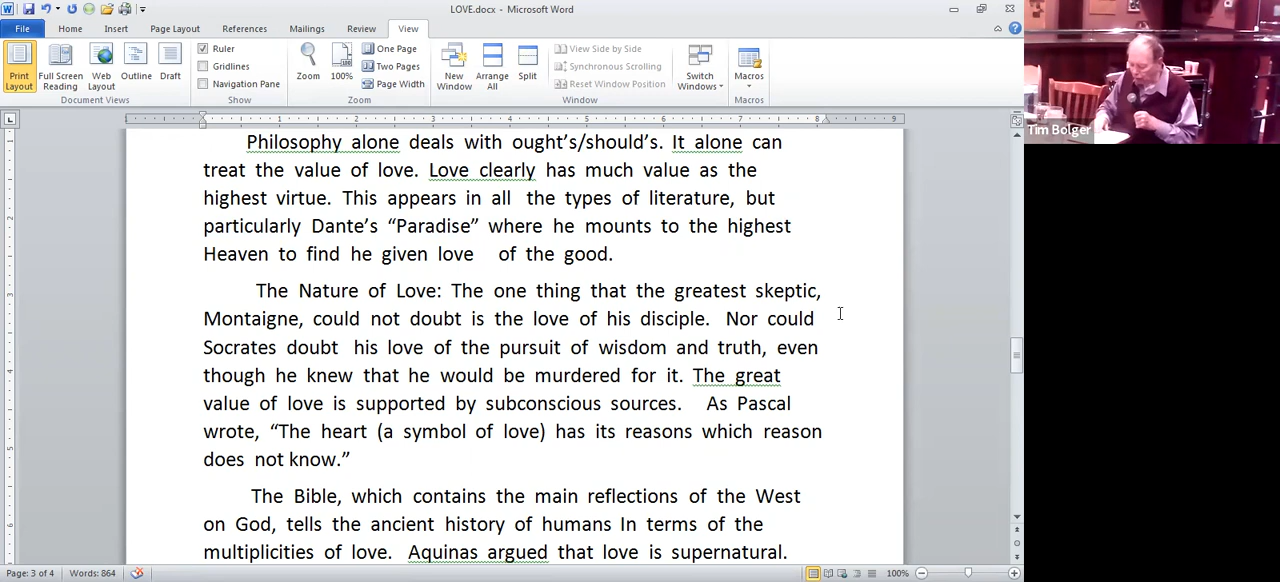 LOVE.docx - Microsoft Word
File Home Insert Page Layout References Mailings Review View
Print Layout
Full Screen Reading
Web Layout
Outline
Draft
Document Views
Ruler
Gridlines
Navigation Pane
Show
Zoom
100%
One Page
Two Pages
Page Width
Zoom
New Window
Arrange All
Split
View Side by Side
Synchronous Scrolling
Reset Window Position
Window
Switch Windows
Macros
Macros
Tim Bolger
1 2 3 4 5 6 7 8 9
Philosophy alone deals with ought's/should's. It alone can
treat the value of love. Love clearly has much value as the
highest virtue. This appears in all the types of literature, but
particularly Dante's “Paradise” where he mounts to the highest
Heaven to find he given love of the good.
The Nature of Love: The one thing that the greatest skeptic,
Montaigne, could not doubt is the love of his disciple. Nor could
Socrates doubt his love of the pursuit of wisdom and truth, even
though he knew that he would be murdered for it. The great
value of love is supported by subconscious sources. As Pascal
wrote, “The heart (a symbol of love) has its reasons which reason
does not know.”
The Bible, which contains the main reflections of the West
on God, tells the ancient history of humans In terms of the
multiplicities of love. Aquinas argued that love is supernatural.
Page: 3 of 4 Words: 864 100%